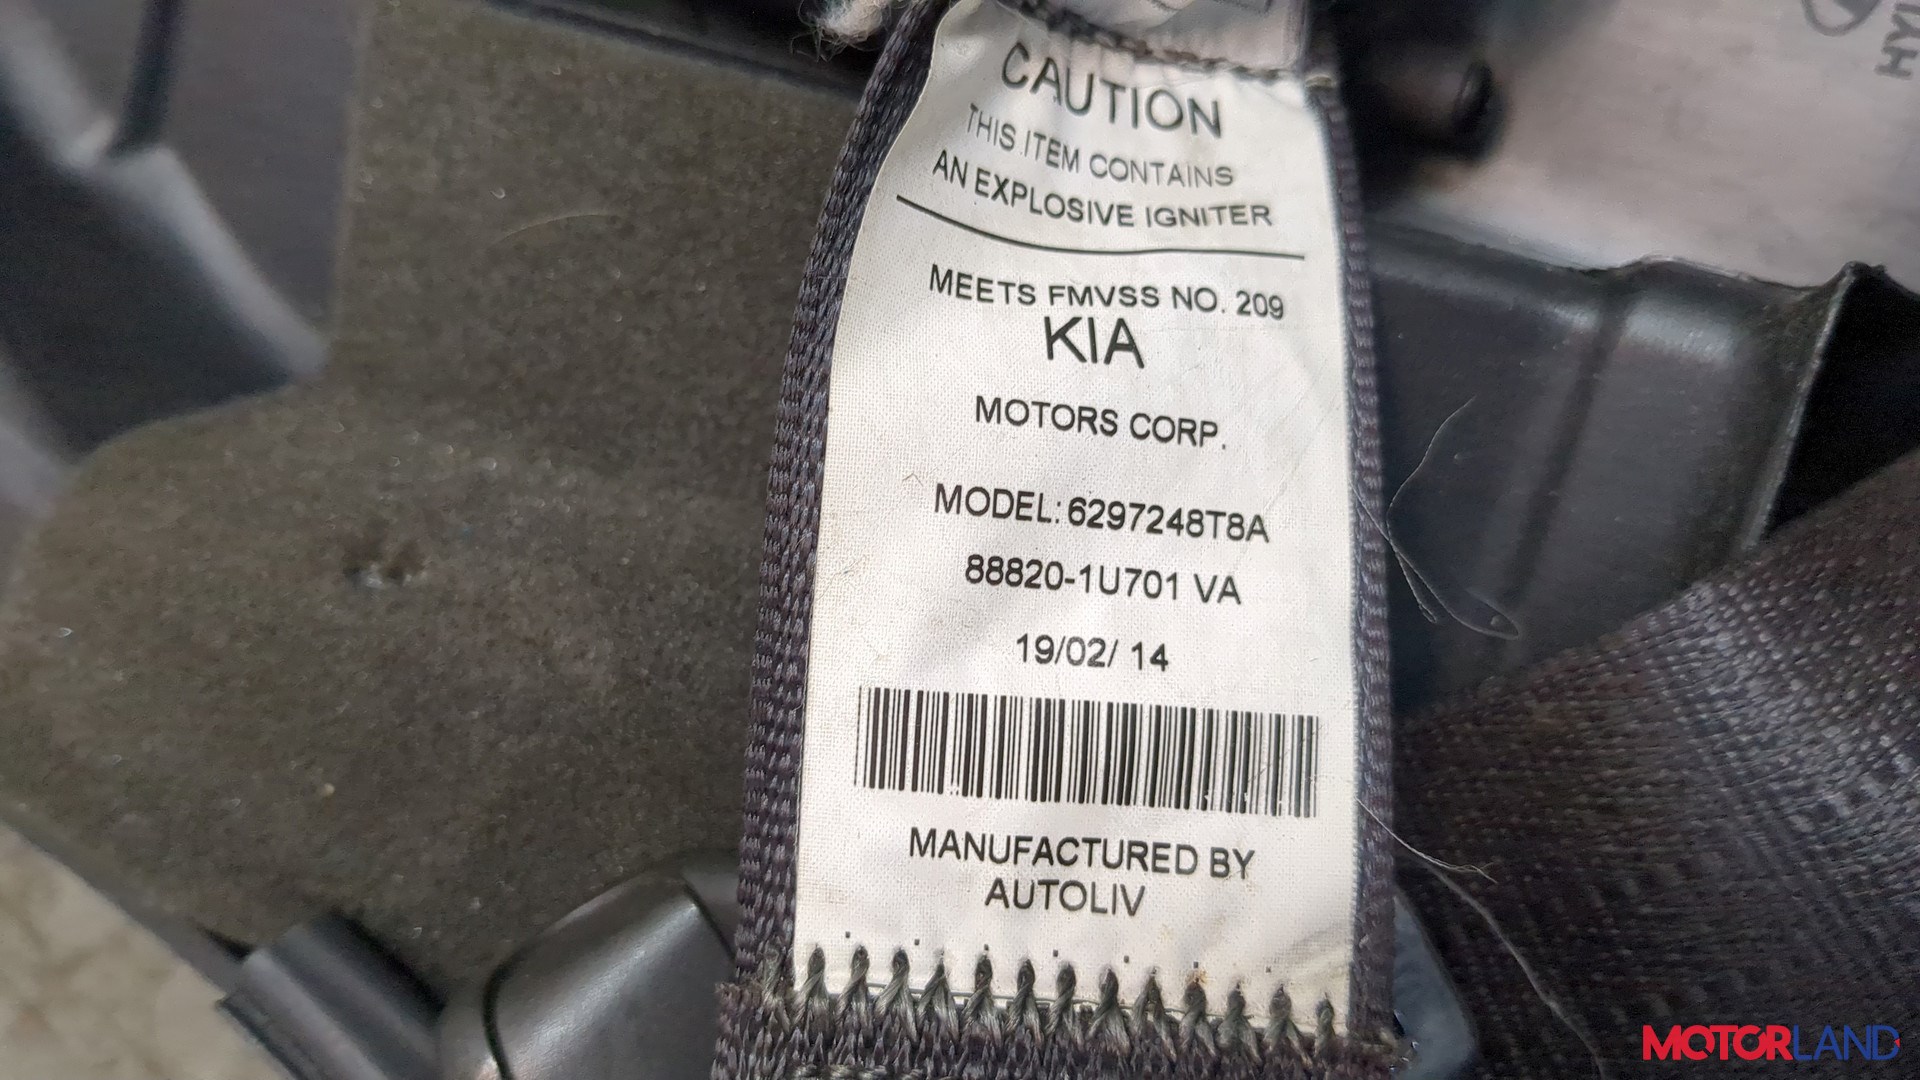 CAUTION
THIS ITEM CONTAINS
AN EXPLOSIVE IGNITER
MEETS FMVSS NO. 209
KIA
MOTORS CORP.
MODEL: 6297248T8A
88820-1U701 VA
19/02/ 14
MANUFACTURED BY
AUTOLIV
MOTORLAND